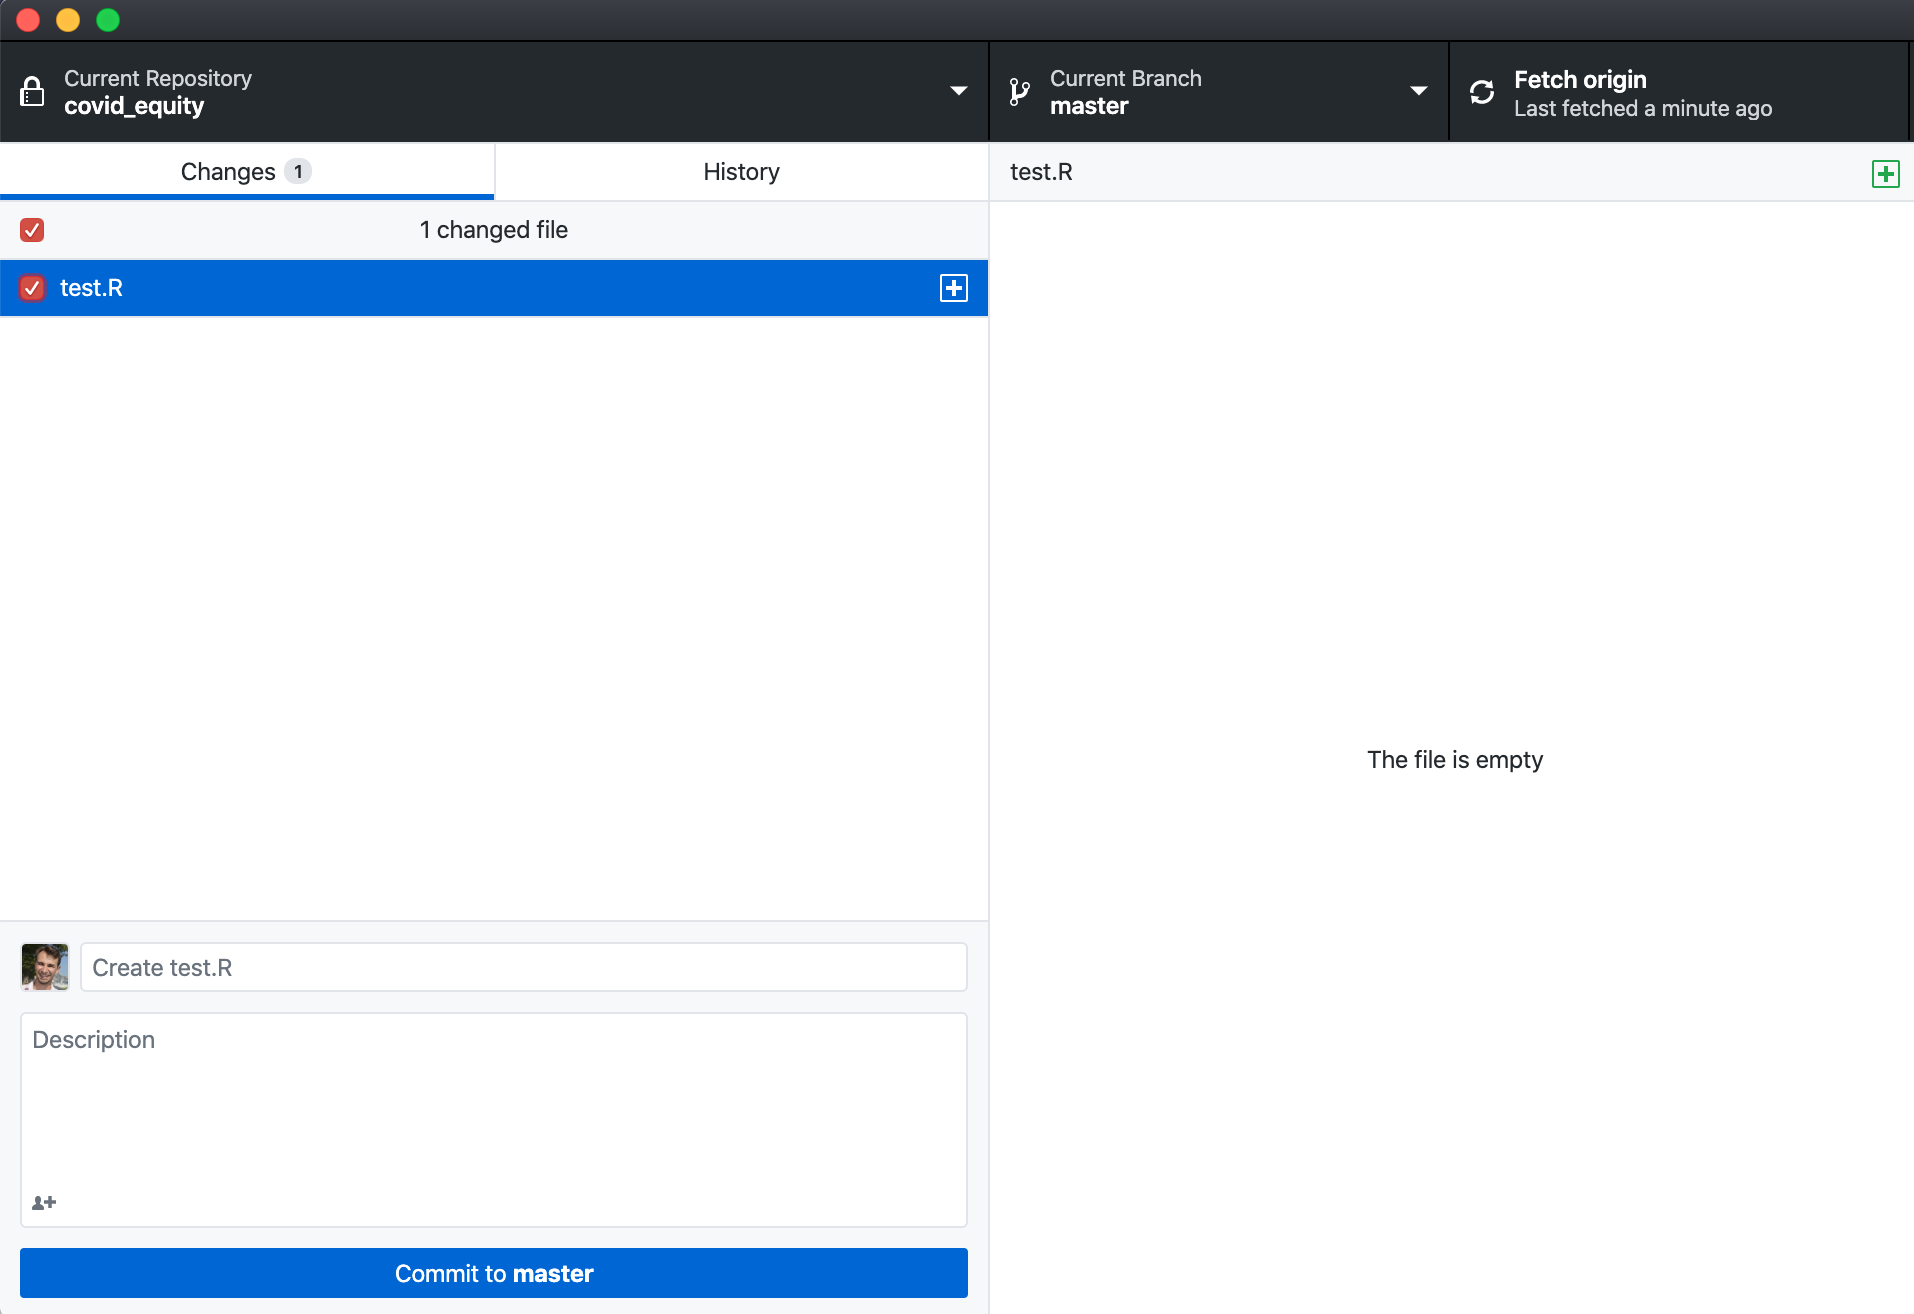 Current Repository
covid_equity
Current Branch
master
Fetch origin
Last fetched a minute ago
Changes 1
History
test.R
1 changed file
test.R
The file is empty
Create test.R
Description
Commit to master